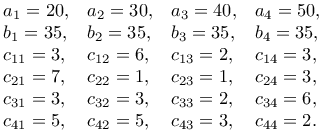 a₁ = 20, a₂ = 30, a₃ = 40, a₄ = 50,
b₁ = 35, b₂ = 35, b₃ = 35, b₄ = 35,
c₁₁ = 3, c₁₂ = 6, c₁₃ = 2, c₁₄ = 3,
c₂₁ = 7, c₂₂ = 1, c₂₃ = 1, c₂₄ = 3,
c₃₁ = 3, c₃₂ = 3, c₃₃ = 2, c₃₄ = 6,
c₄₁ = 5, c₄₂ = 5, c₄₃ = 3, c₄₄ = 2.